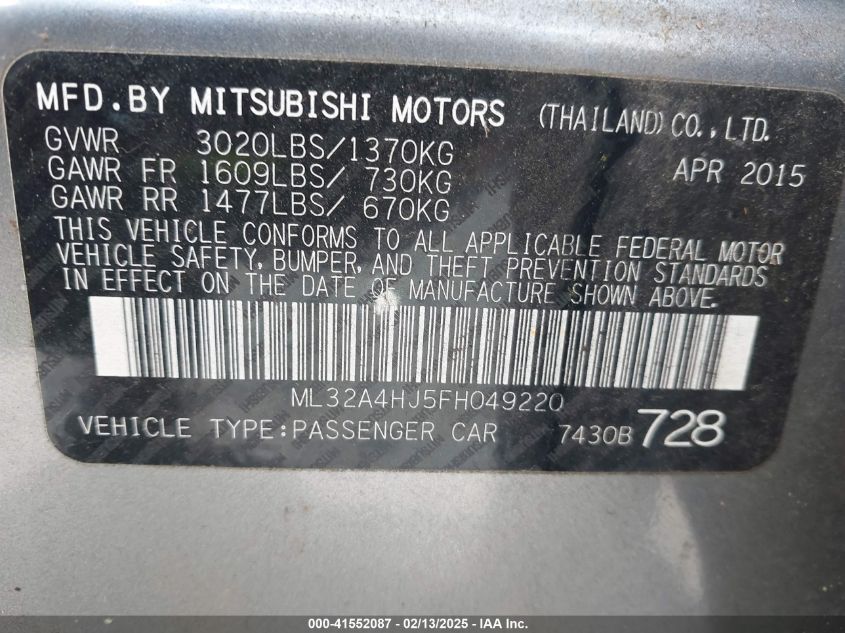 MFD.BY MITSUBISHI MOTORS (THAILAND) CO.,LTD.
GVWR 3020LBS/1370KG APR 2015
GAWR FR 1609LBS/ 730KG
GAWR RR 1477LBS/ 670KG
THIS VEHICLE CONFORMS TO ALL APPLICABLE FEDERAL MOTOR
VEHICLE SAFETY, BUMPER, AND THEFT PREVENTION STANDARDS
IN EFFECT ON THE DATE OF MANUFACTURE SHOWN ABOVE.
ML32A4HJ5FH049220
VEHICLE TYPE:PASSENGER CAR 7430B 728
000-41552087 - 02/13/2025 - IAA Inc.